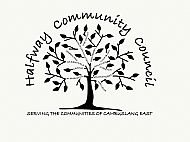 Halfway Community Council
SERVING THE COMMUNITIES OF CAMBUSLANG EAST